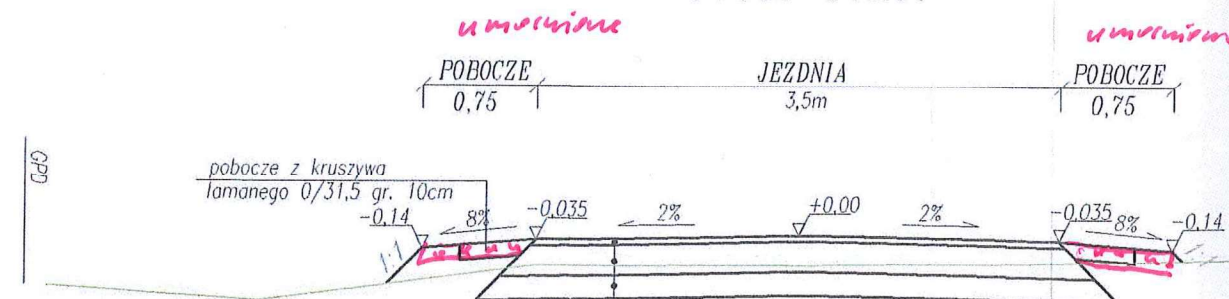 umocnione
POBOCZE JEZDNIA POBOCZE
0,75 3,5m 0,75
GPD
pobocze z kruszywa
łamanego 0/31,5 gr. 10cm
-0,14 8% -0,035 2% +0,00 2% -0,035 8% -0,14
1:1